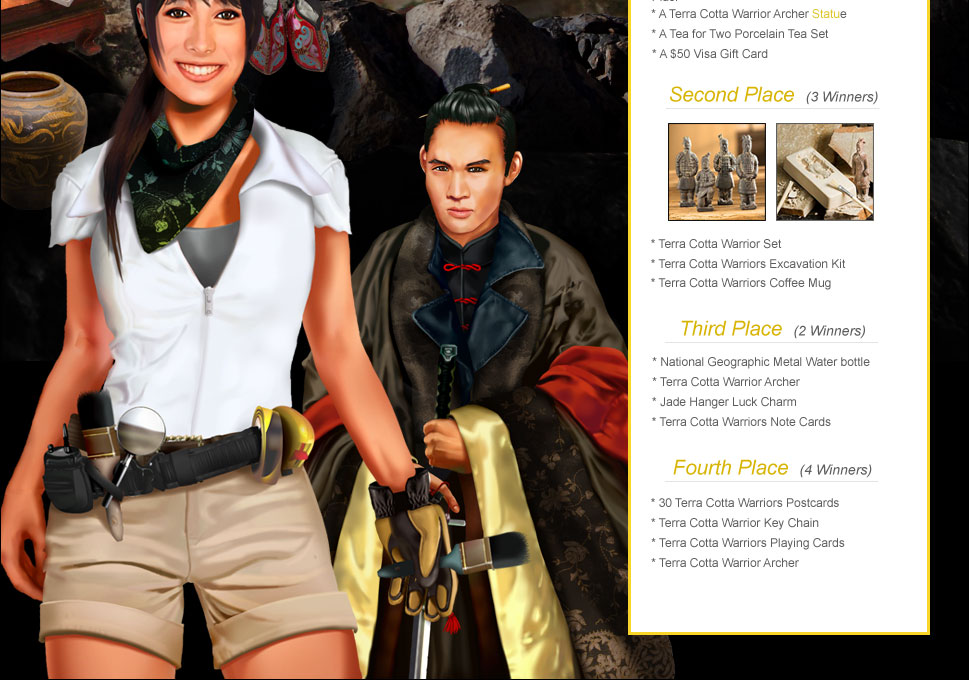 * A Terra Cotta Warrior Archer Statue
* A Tea for Two Porcelain Tea Set
* A $50 Visa Gift Card
Second Place (3 Winners)
* Terra Cotta Warrior Set
* Terra Cotta Warriors Excavation Kit
* Terra Cotta Warriors Coffee Mug
Third Place (2 Winners)
* National Geographic Metal Water bottle
* Terra Cotta Warrior Archer
* Jade Hanger Luck Charm
* Terra Cotta Warriors Note Cards
Fourth Place (4 Winners)
* 30 Terra Cotta Warriors Postcards
* Terra Cotta Warrior Key Chain
* Terra Cotta Warriors Playing Cards
* Terra Cotta Warrior Archer